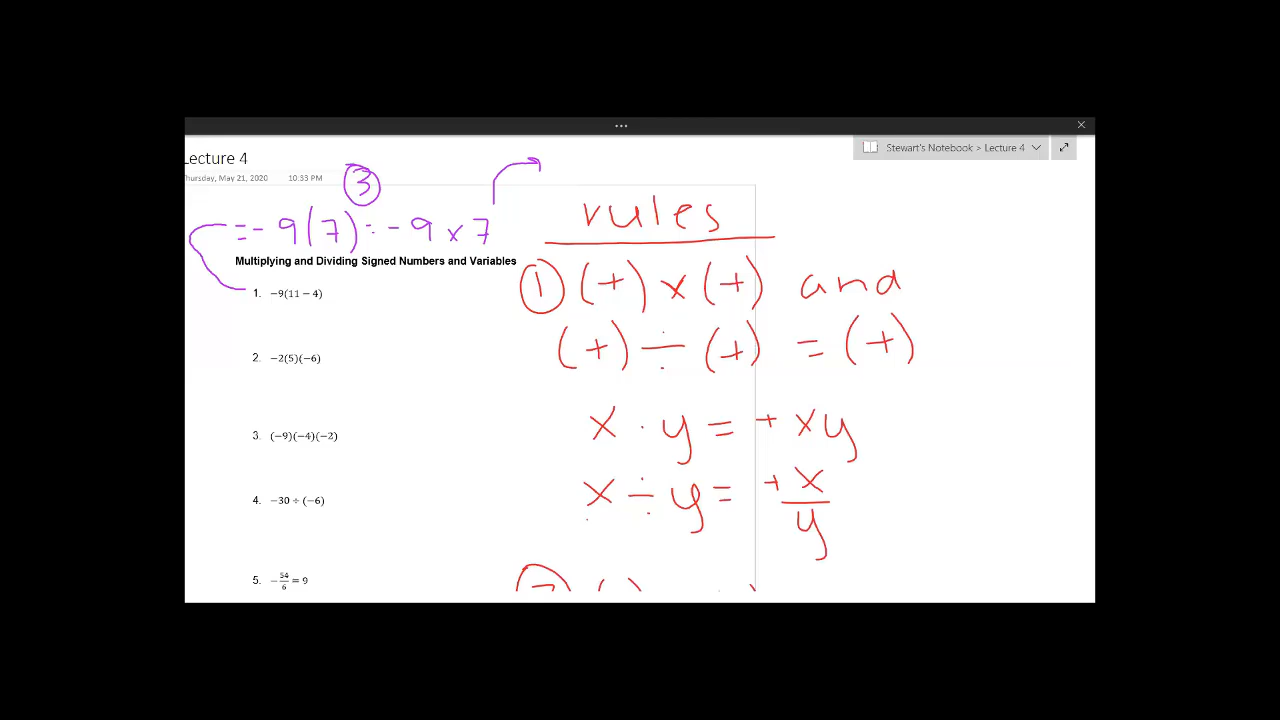 Lecture 4
Thursday, May 21, 2020 10:33 PM
Stewart's Notebook > Lecture 4
③
= - 9(7) = - 9 x 7
Multiplying and Dividing Signed Numbers and Variables
1. −9(11 − 4)
2. −2(5)(−6)
3. (−9)(−4)(−2)
4. −30 ÷ (−6)
5. −54/6 = 9
rules
① (+) x (+) and
(+) ÷ (+) = (+)
x · y = + xy
x ÷ y = + x/y